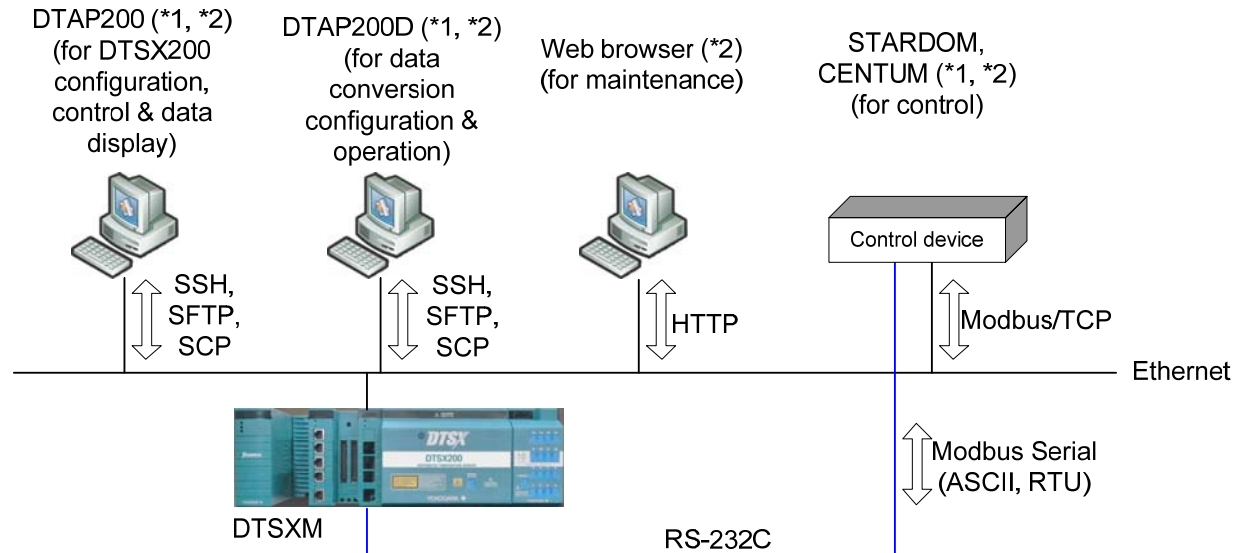 DTAP200 (*1, *2)
(for DTSX200
configuration,
control & data
display)
DTAP200D (*1, *2)
(for data
conversion
configuration &
operation)
Web browser (*2)
(for maintenance)
STARDOM,
CENTUM (*1, *2)
(for control)
Control device
SSH,
SFTP,
SCP
SSH,
SFTP,
SCP
HTTP
Modbus/TCP
Ethernet
DTSX
DTSX200
YOKOGAWA
Modbus Serial
(ASCII, RTU)
DTSXM
RS-232C